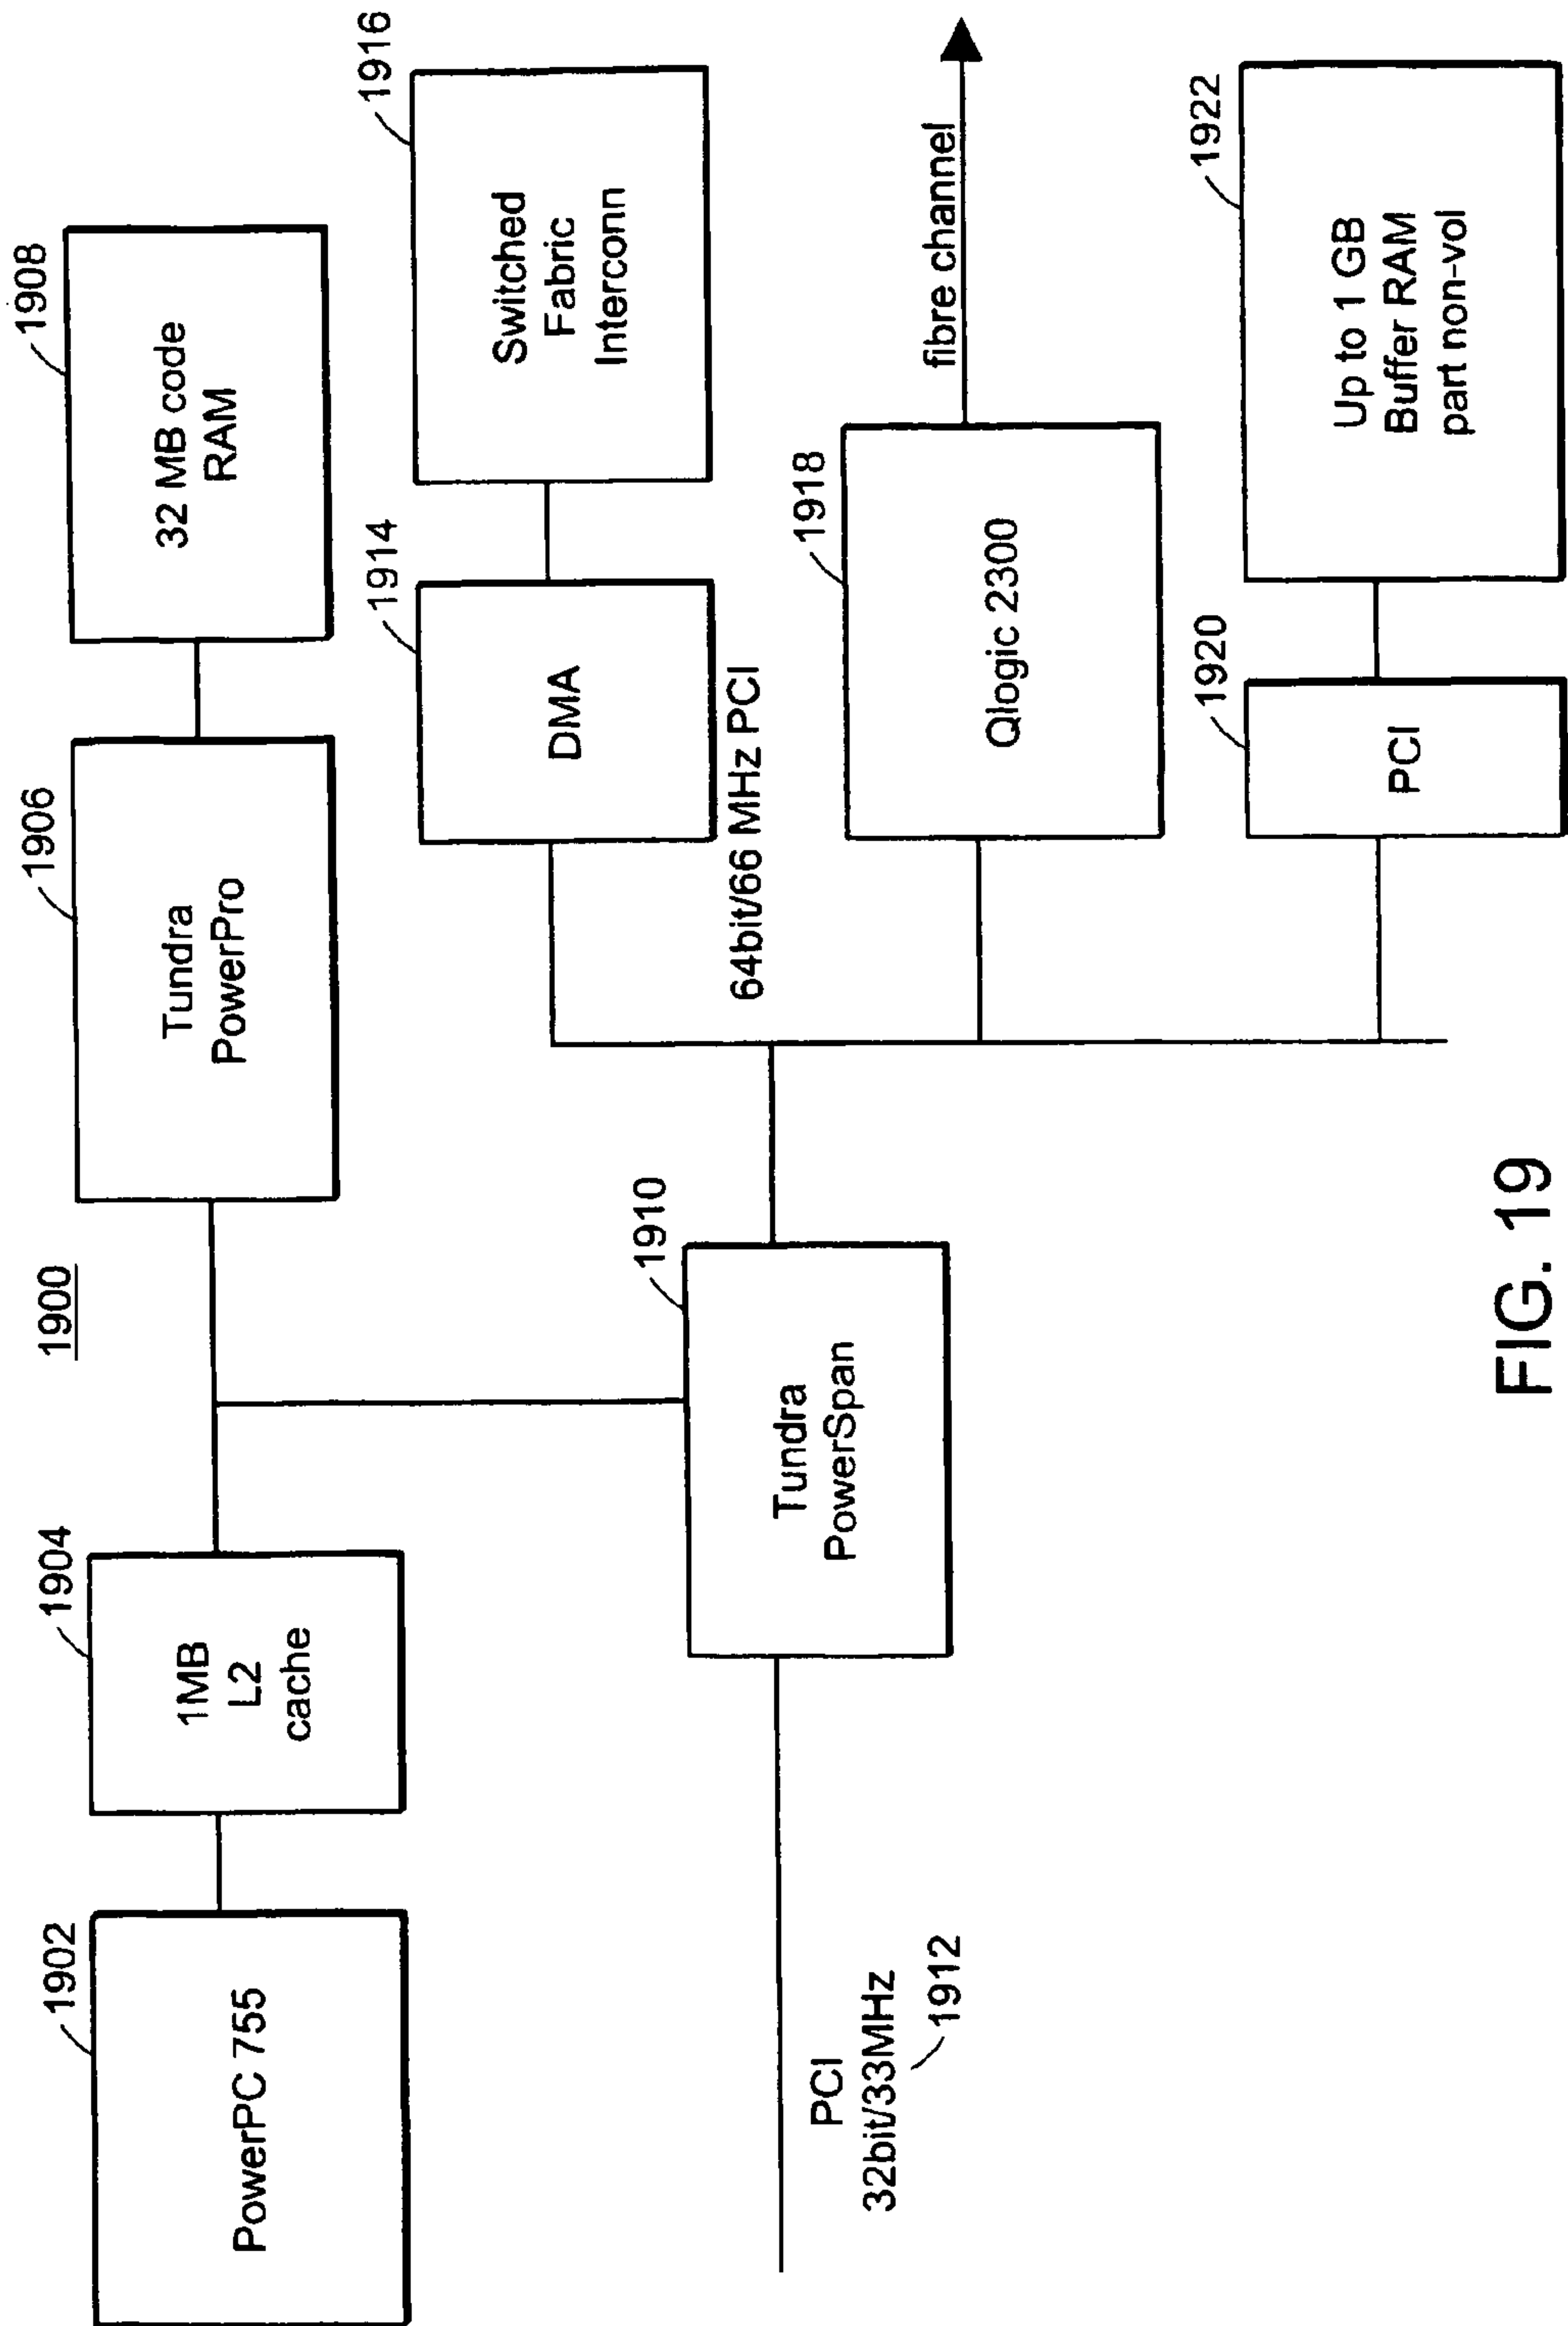 1900
1902
PowerPC 755
1904
1MB
L2
cache
1906
Tundra
PowerPro
1908
32 MB code
RAM
1910
Tundra
PowerSpan
PCI
32bit/33MHz
1912
1914
DMA
64bit/66 MHz PCI
1916
Switched
Fabric
Interconn
1918
Qlogic 2300
fibre channel
1920
PCI
1922
Up to 1 GB
Buffer RAM
part non-vol
FIG. 19